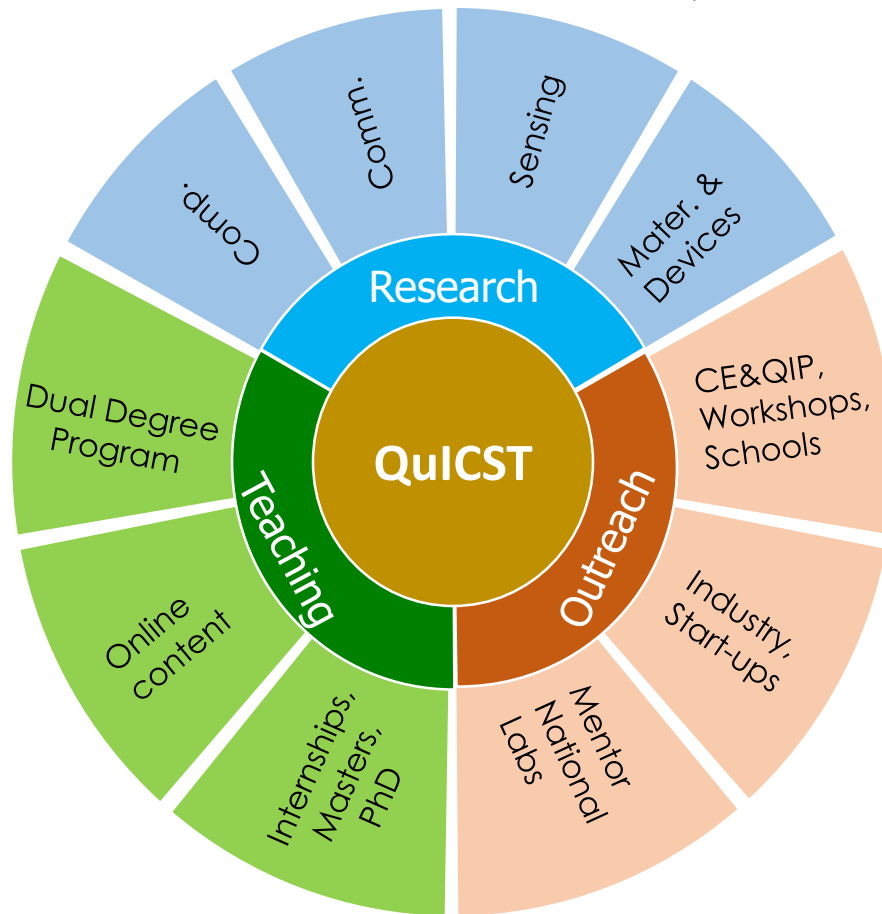 Comp.
Comm.
Sensing
Mater. &
Devices
Research
CE&QIP,
Workshops,
Schools
Dual Degree
Program
QuICST
Teaching
Outreach
Industry,
Start-ups
Online
content
Internships,
Masters,
PhD
Mentor
National
Labs